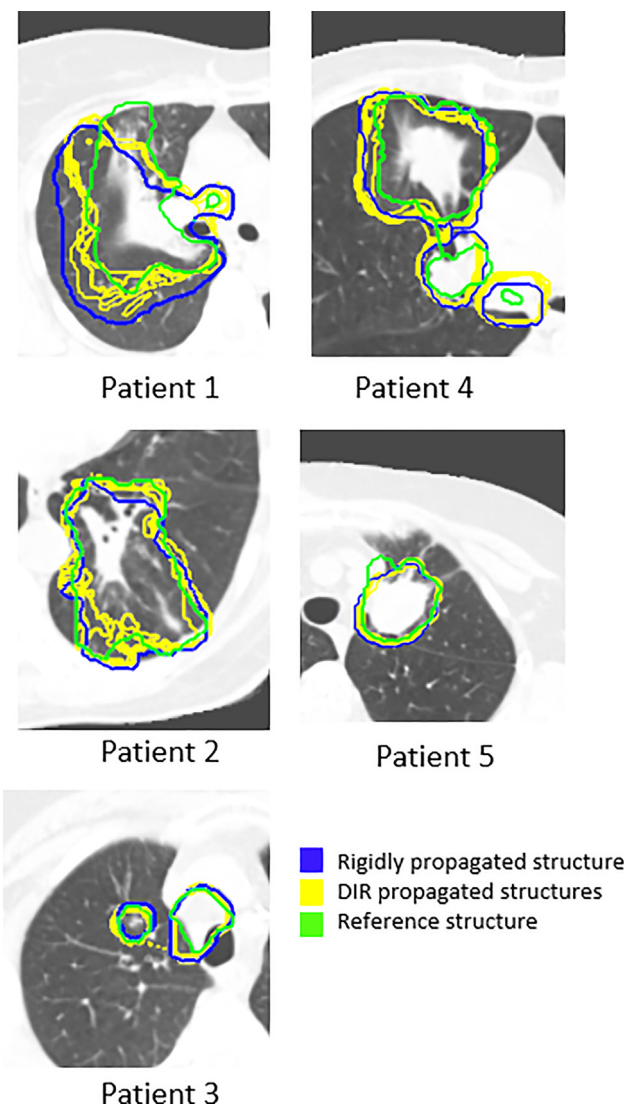 Patient 1
Patient 4
Patient 2
Patient 5
Rigidly propagated structure
DIR propagated structures
Reference structure
Patient 3